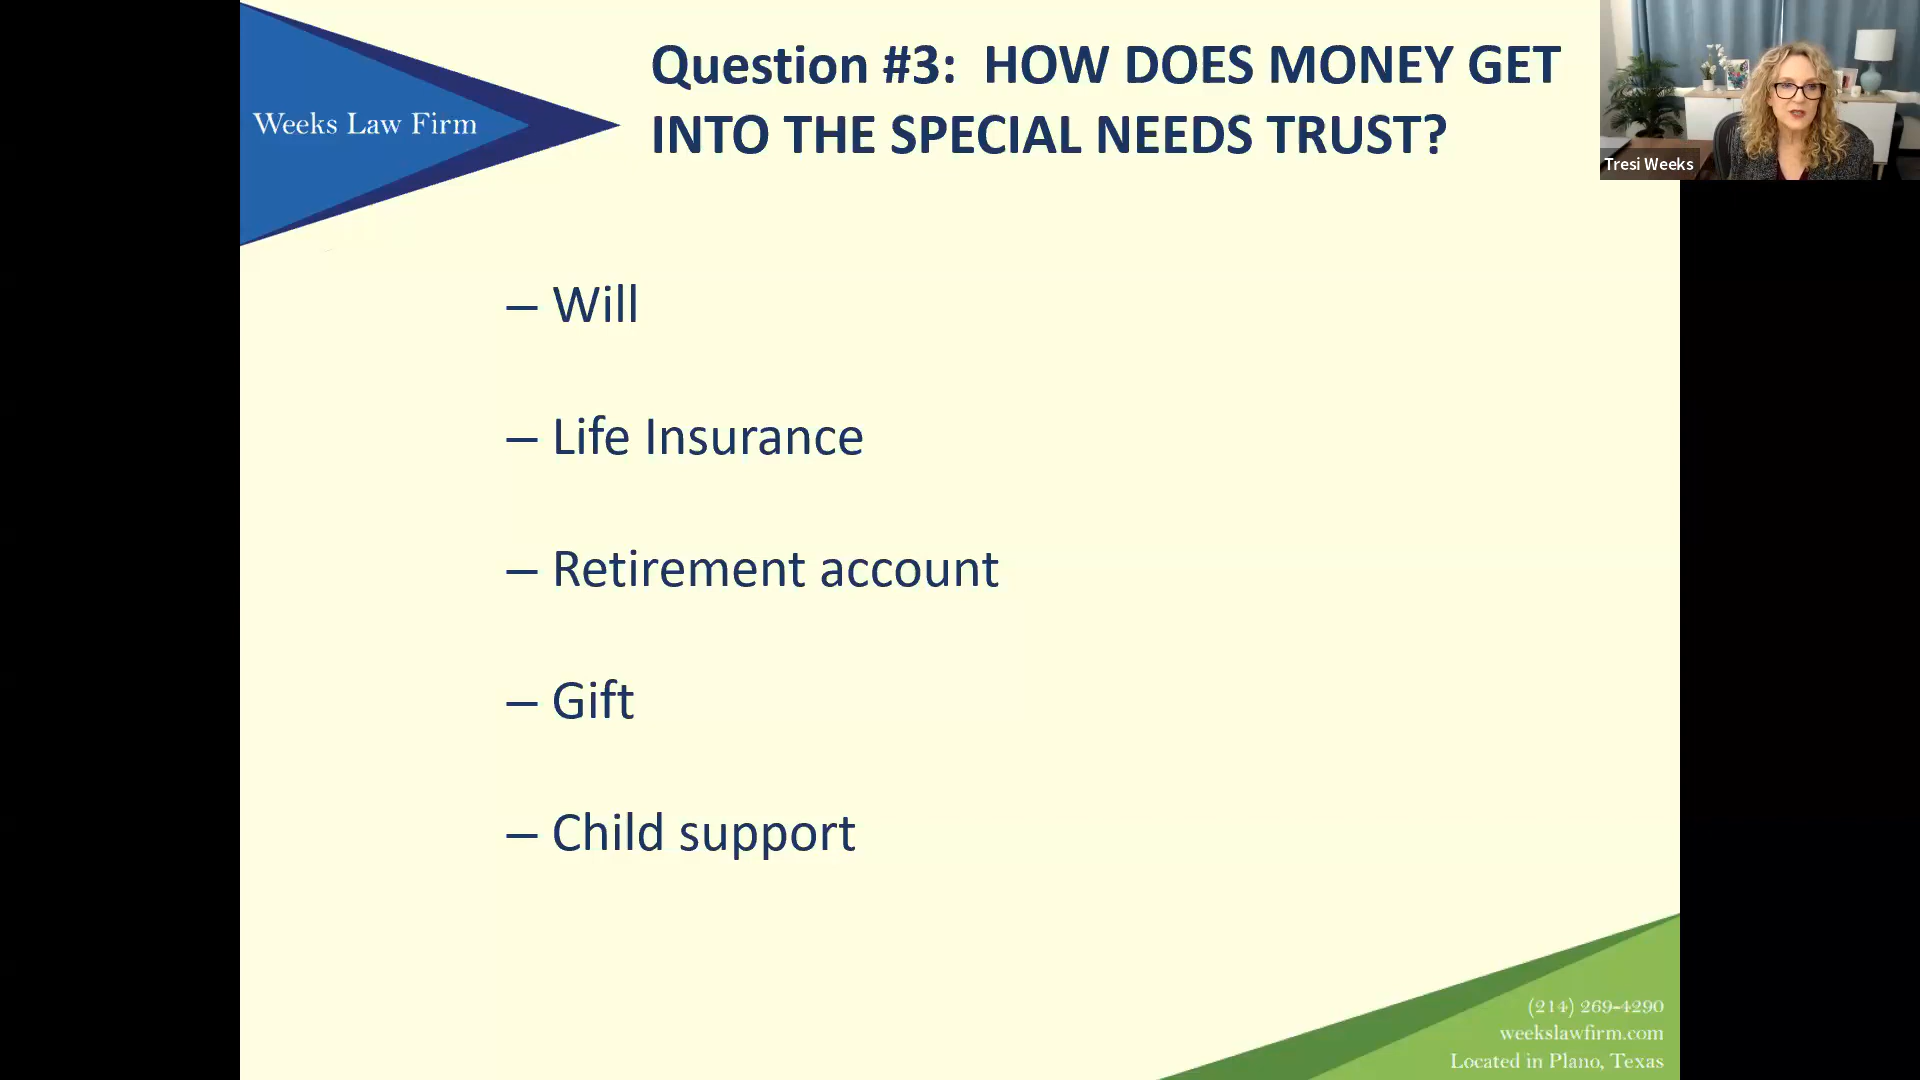 Weeks Law Firm
Question #3:  HOW DOES MONEY GET
INTO THE SPECIAL NEEDS TRUST?
Tresi Weeks
– Will
– Life Insurance
– Retirement account
– Gift
– Child support
(214) 269-4290
weekslawfirm.com
Located in Plano, Texas